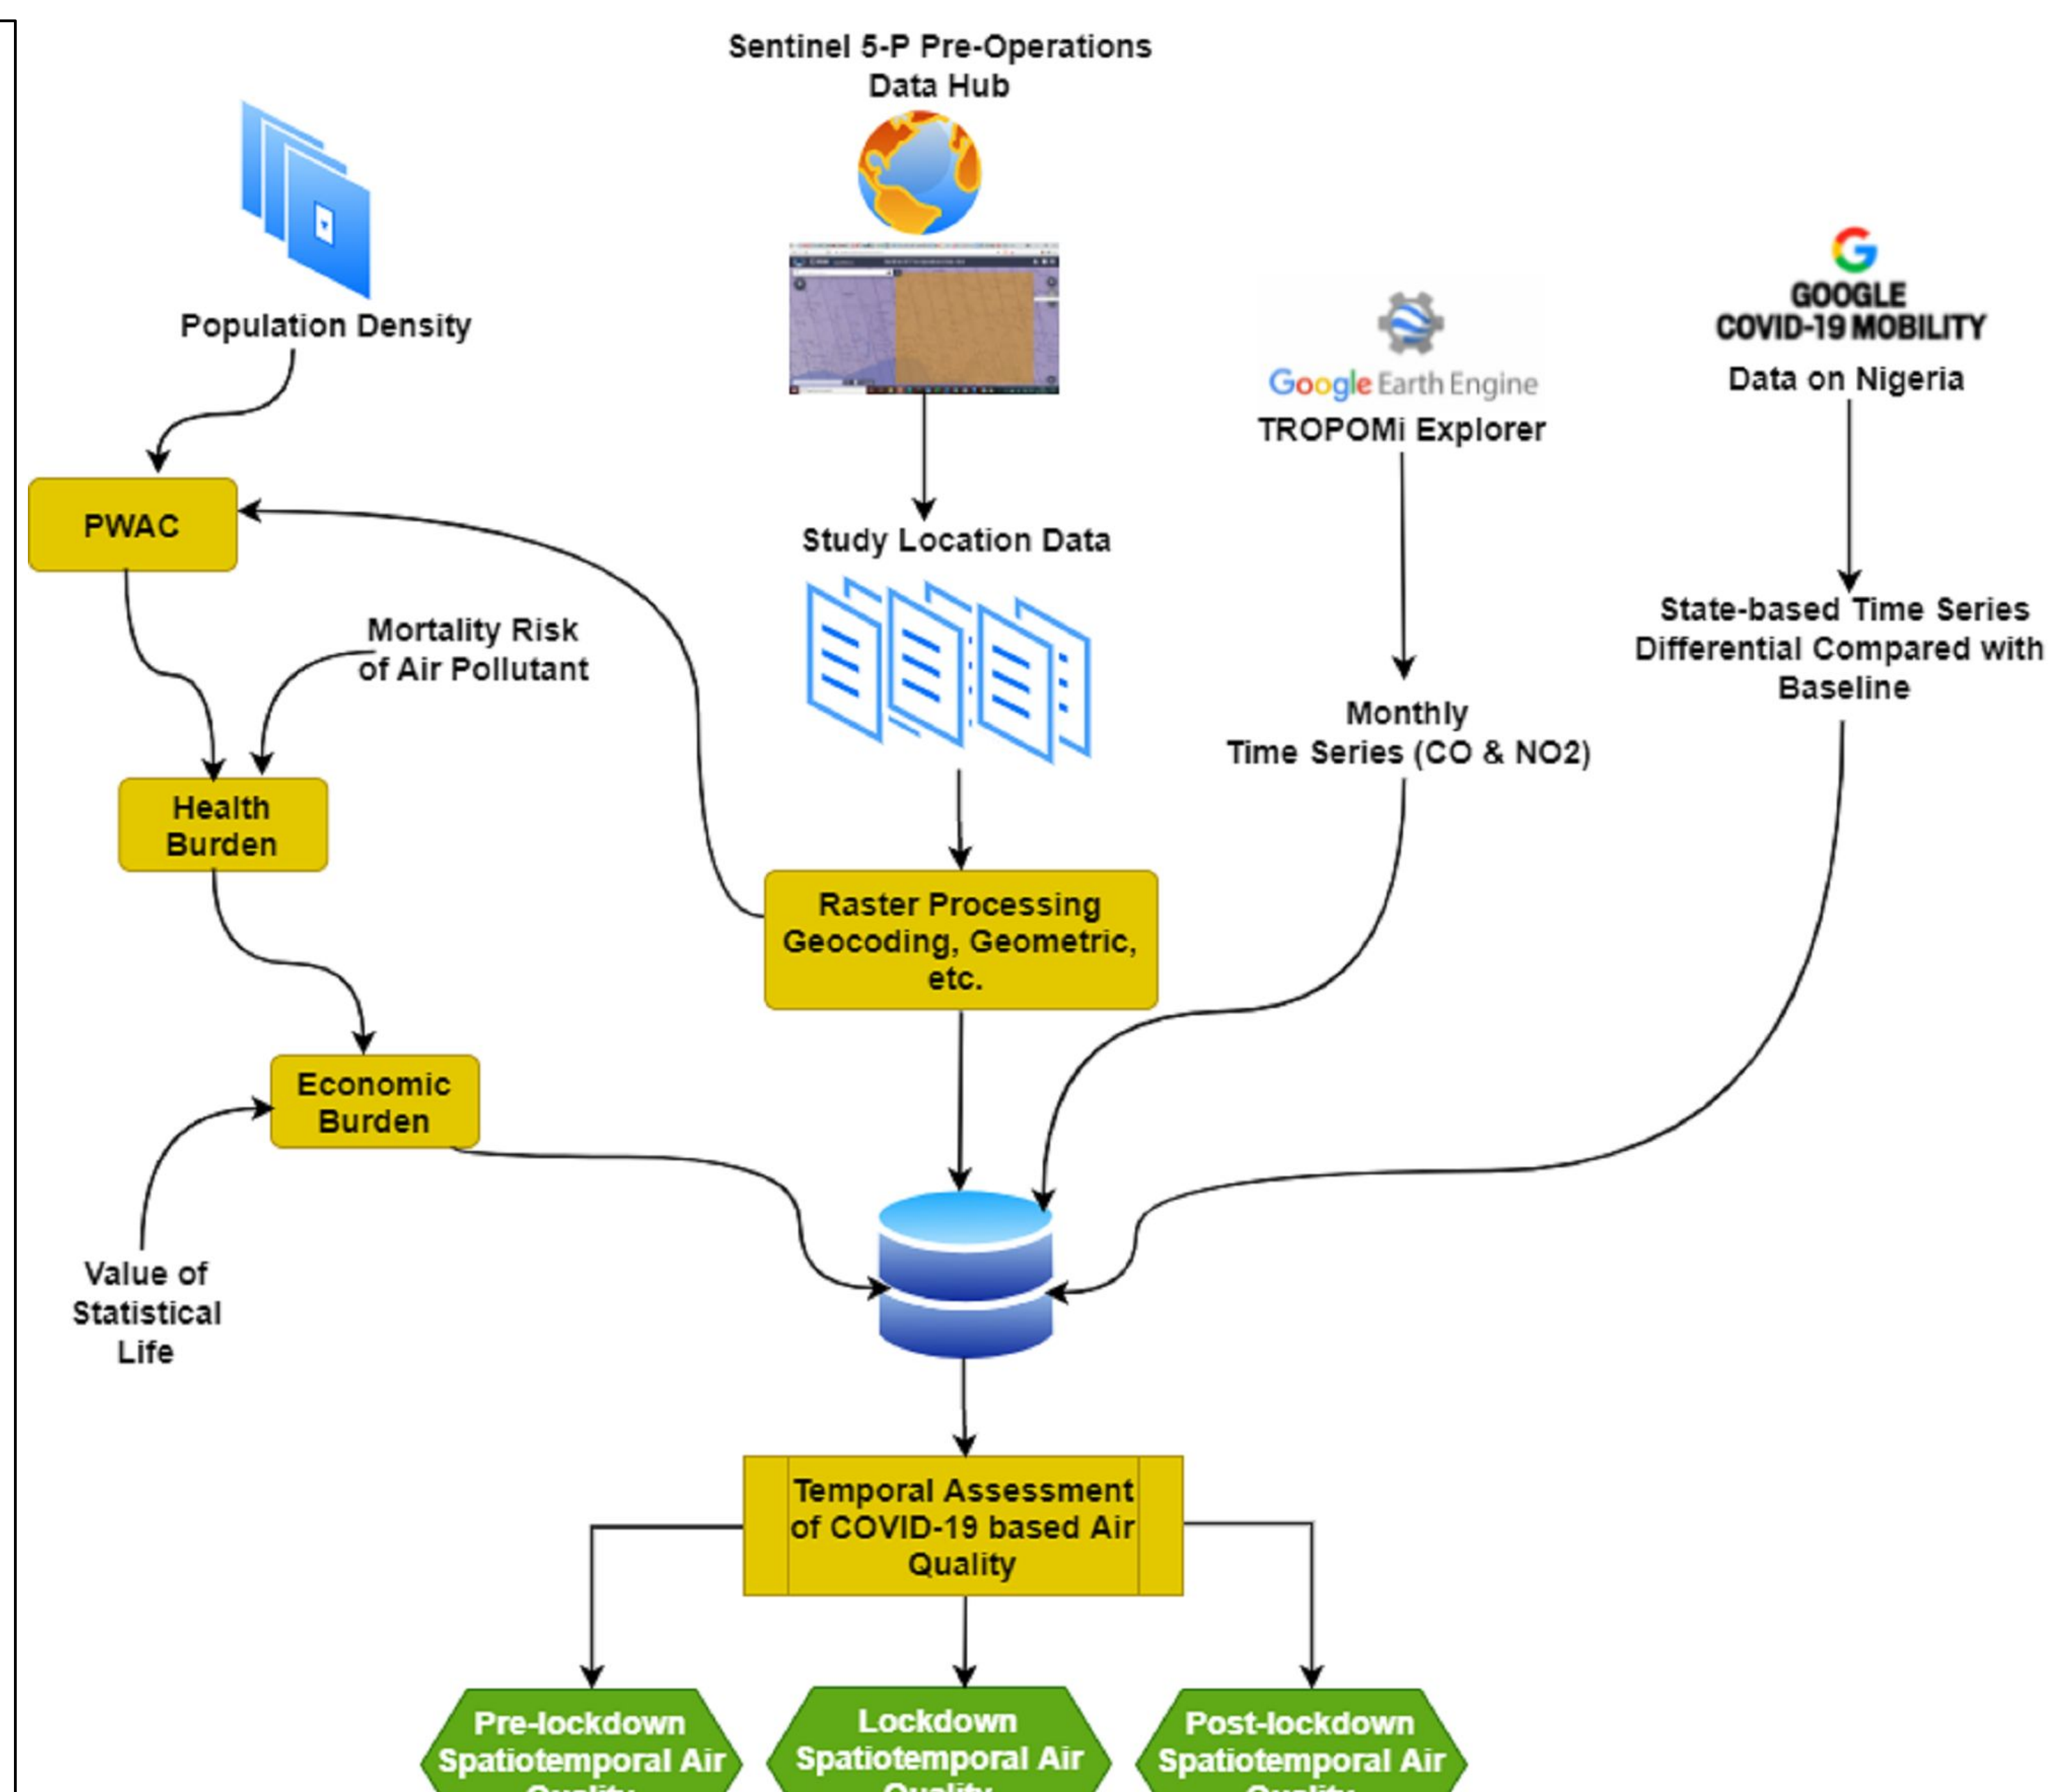 Sentinel 5-P Pre-Operations
Data Hub
Population Density
GOOGLE
COVID-19 MOBILITY
Data on Nigeria
Google Earth Engine
TROPOMi Explorer
PWAC
Study Location Data
Mortality Risk
of Air Pollutant
State-based Time Series
Differential Compared with
Baseline
Monthly
Time Series (CO & NO2)
Health
Burden
Raster Processing
Geocoding, Geometric,
etc.
Economic
Burden
Value of
Statistical
Life
Temporal Assessment
of COVID-19 based Air
Quality
Pre-lockdown
Spatiotemporal Air
Quality
Lockdown
Spatiotemporal Air
Quality
Post-lockdown
Spatiotemporal Air
Quality